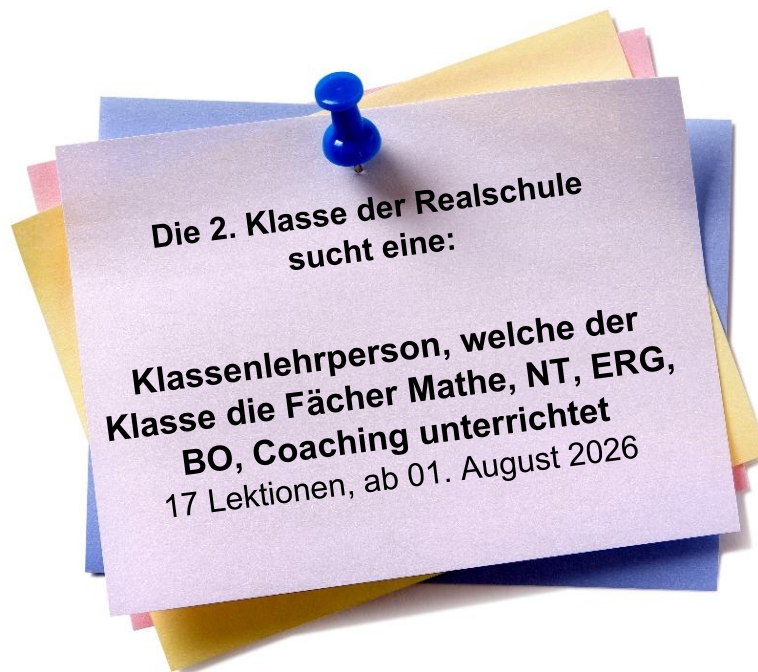 Die 2. Klasse der Realschule
sucht eine:
Klassenlehrperson, welche der
Klasse die Fächer Mathe, NT, ERG,
BO, Coaching unterrichtet
17 Lektionen, ab 01. August 2026